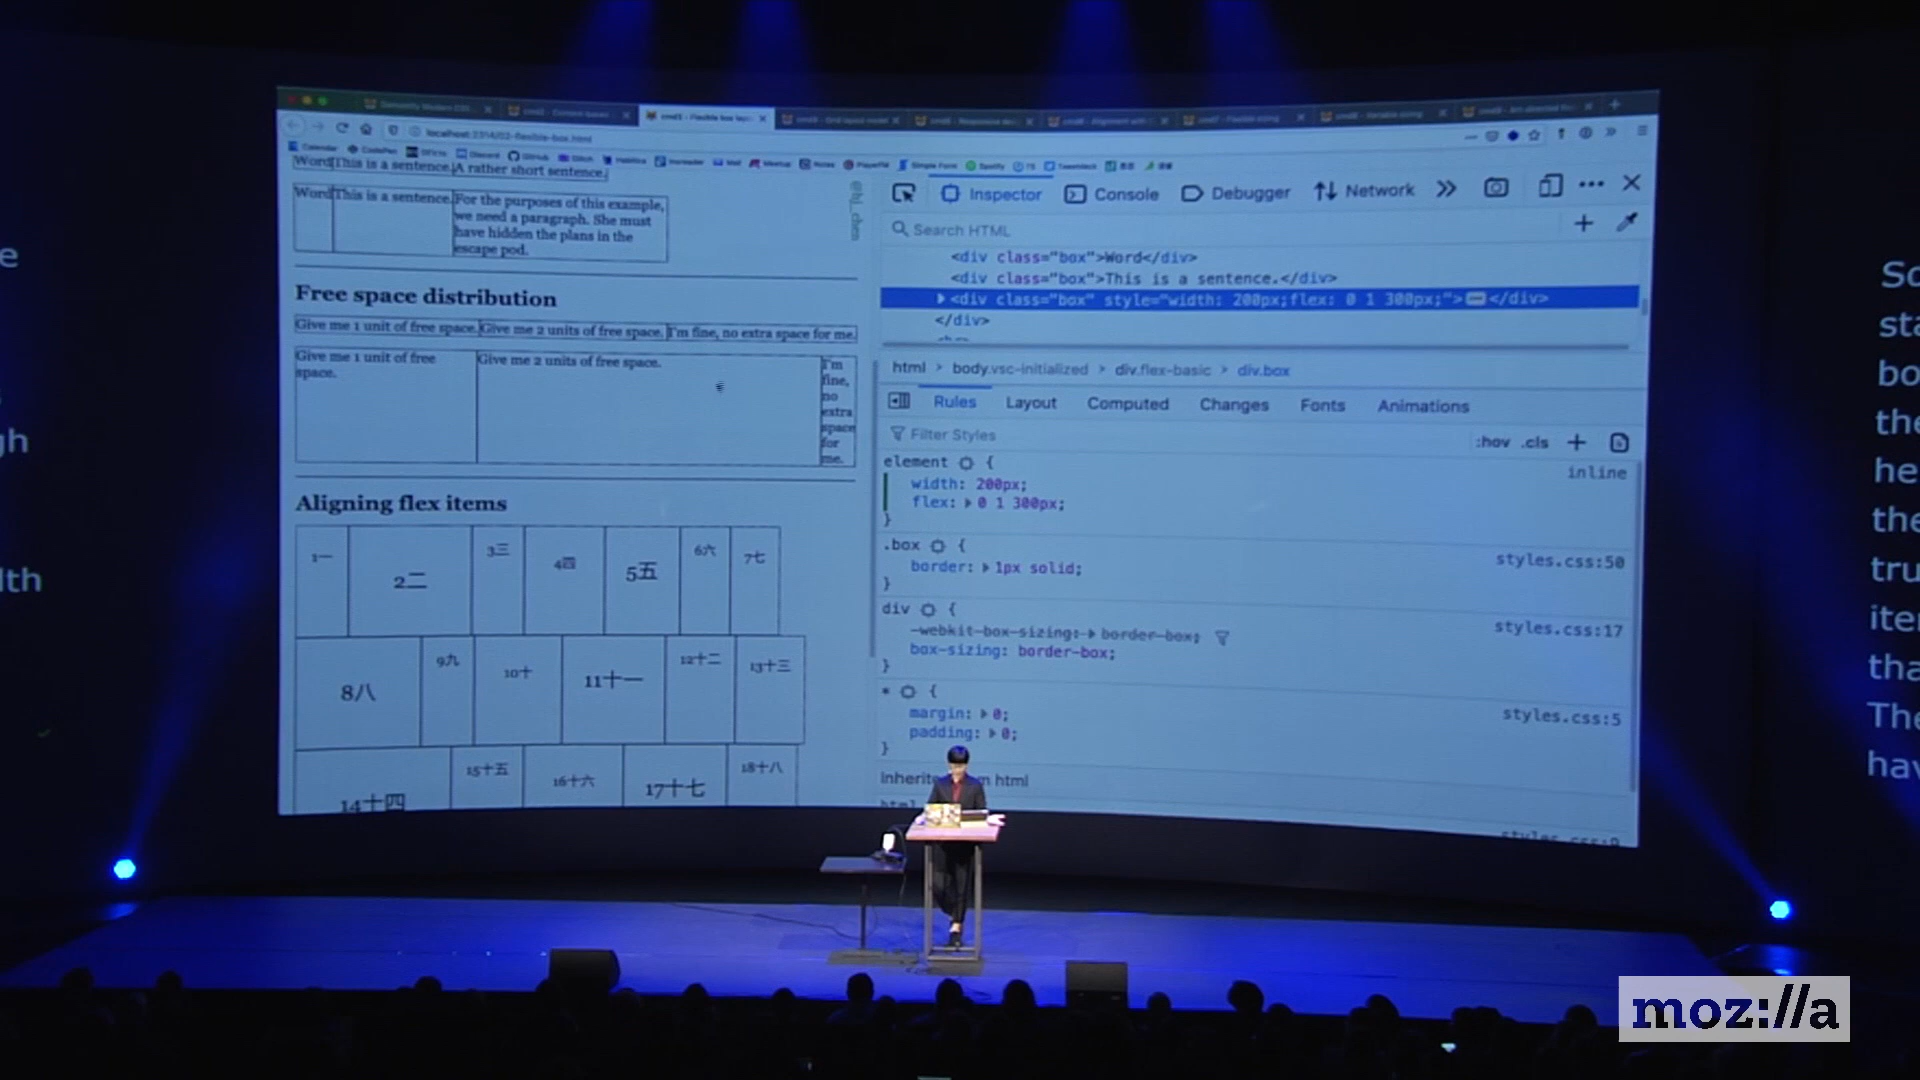 localhost:2314/02-flexible-box.html
Word This is a sentence. A rather short sentence.
Word This is a sentence. For the purposes of this example,
we need a paragraph. She must
have hidden the plans in the
escape pod.
@hj_chen
Free space distribution
Give me 1 unit of free space. Give me 2 units of free space. I'm fine, no extra space for me.
Give me 1 unit of free
space.
Give me 2 units of free space.
I'm
fine,
no
extra
space
for
me.
Aligning flex items
1一 2二 3三 4四 5五 6六 7七
8八 9九 10十 11十一 12十二 13十三
14十四 15十五 16十六 17十七 18十八
Inspector Console Debugger Network
Search HTML
<div class="box">Word</div>
<div class="box">This is a sentence.</div>
<div class="box" style="width: 200px;flex: 0 1 300px;"></div>
</div>
html > body.vsc-initialized > div.flex-basic > div.box
Rules Layout Computed Changes Fonts Animations
Filter Styles :hov .cls
element { inline
width: 200px;
flex: 0 1 300px;
}
.box { styles.css:50
border: 1px solid;
}
div { styles.css:17
-webkit-box-sizing: border-box;
box-sizing: border-box;
}
* { styles.css:5
margin: 0;
padding: 0;
}
html
moz://a